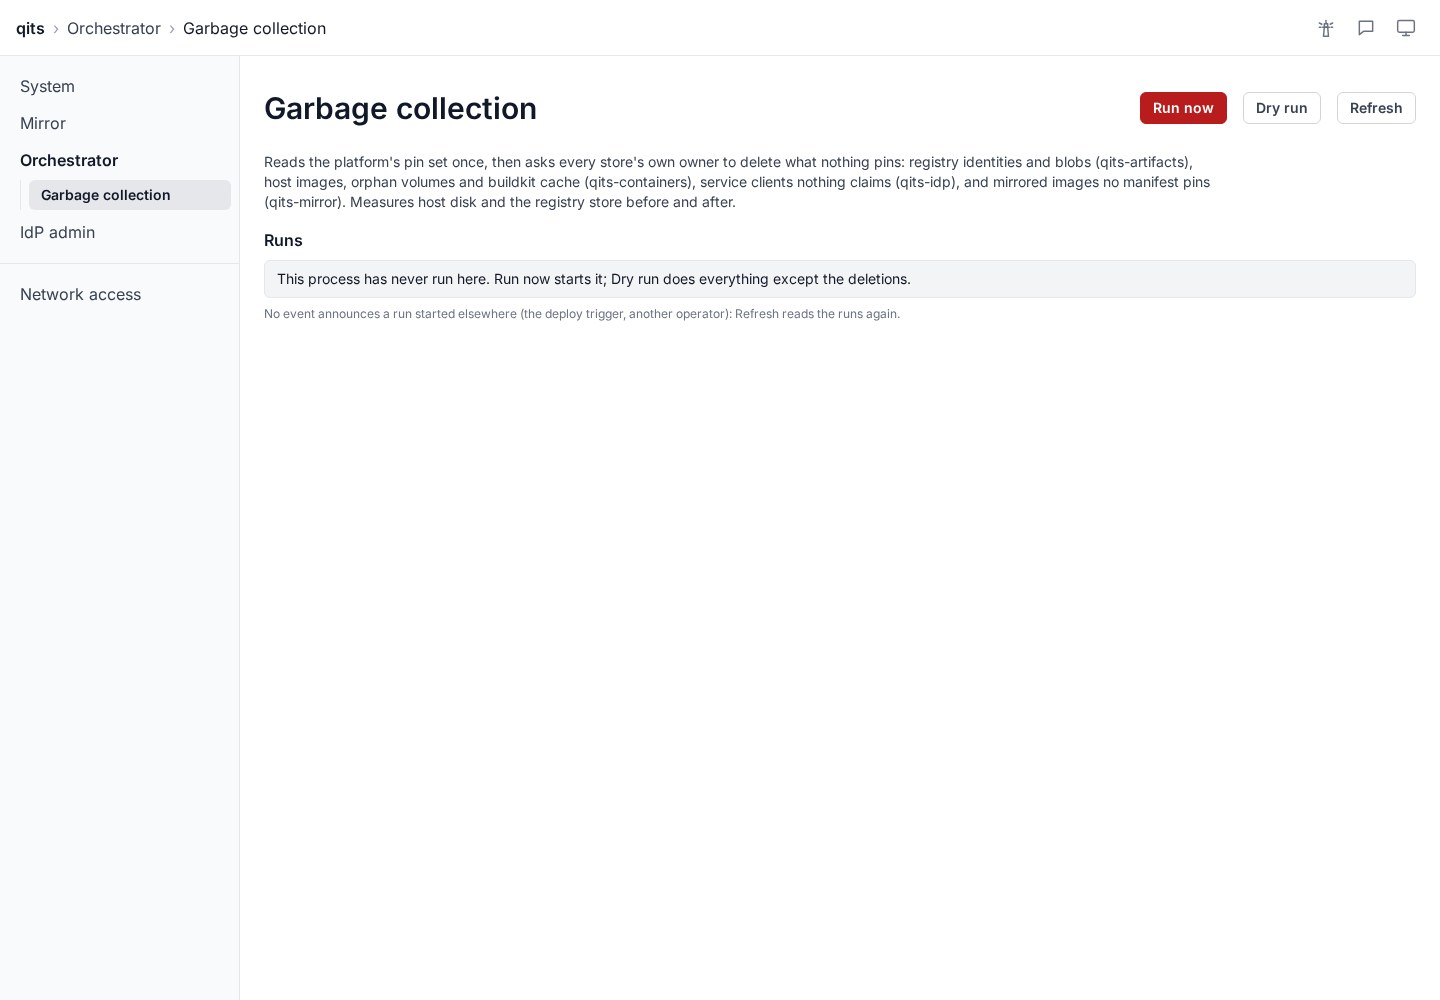 qits › Orchestrator › Garbage collection
System
Mirror
Orchestrator
Garbage collection
IdP admin
Network access
Garbage collection
Run now
Dry run
Refresh
Reads the platform's pin set once, then asks every store's own owner to delete what nothing pins: registry identities and blobs (qits-artifacts),
host images, orphan volumes and buildkit cache (qits-containers), service clients nothing claims (qits-idp), and mirrored images no manifest pins
(qits-mirror). Measures host disk and the registry store before and after.
Runs
This process has never run here. Run now starts it; Dry run does everything except the deletions.
No event announces a run started elsewhere (the deploy trigger, another operator): Refresh reads the runs again.